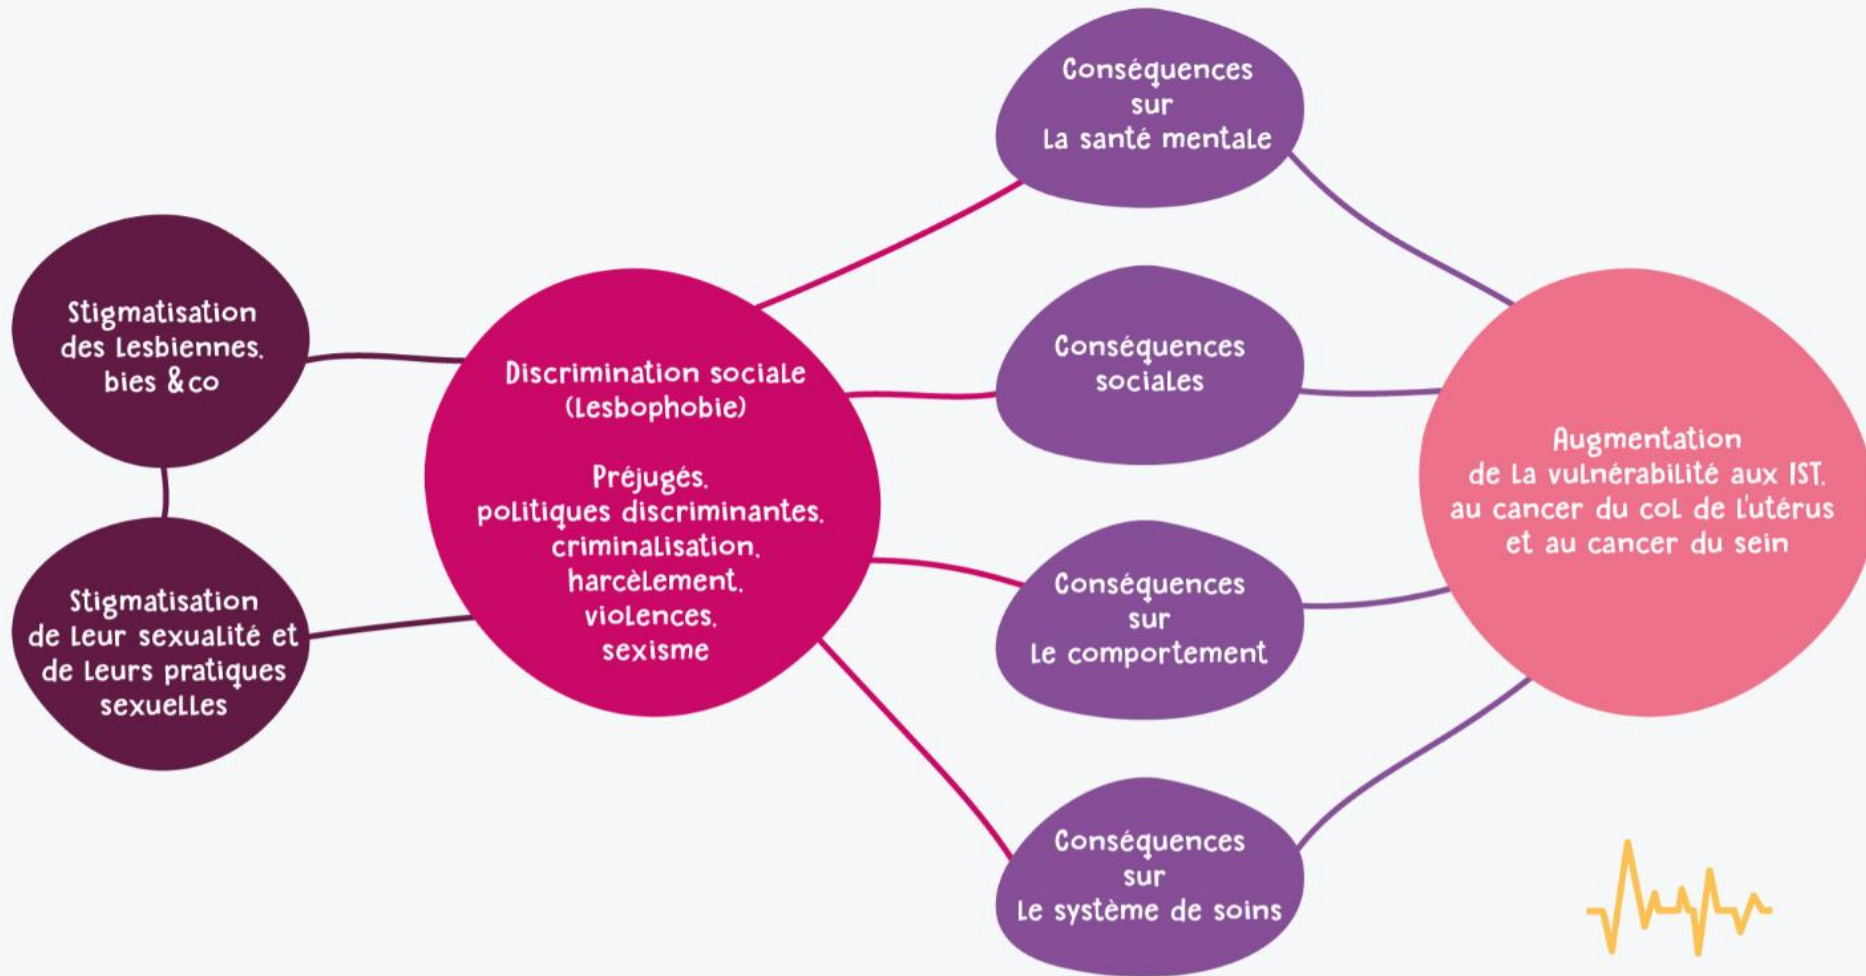 Stigmatisation
des lesbiennes,
bies &co
Stigmatisation
de leur sexualité et
de leurs pratiques
sexuelles
Discrimination sociale
(lesbophobie)
Préjugés,
politiques discriminantes,
criminalisation,
harcèlement,
violences,
sexisme
Conséquences
sur
la santé mentale
Conséquences
sociales
Conséquences
sur
le comportement
Conséquences
sur
le système de soins
Augmentation
de la vulnérabilité aux IST,
au cancer du col de l'utérus
et au cancer du sein